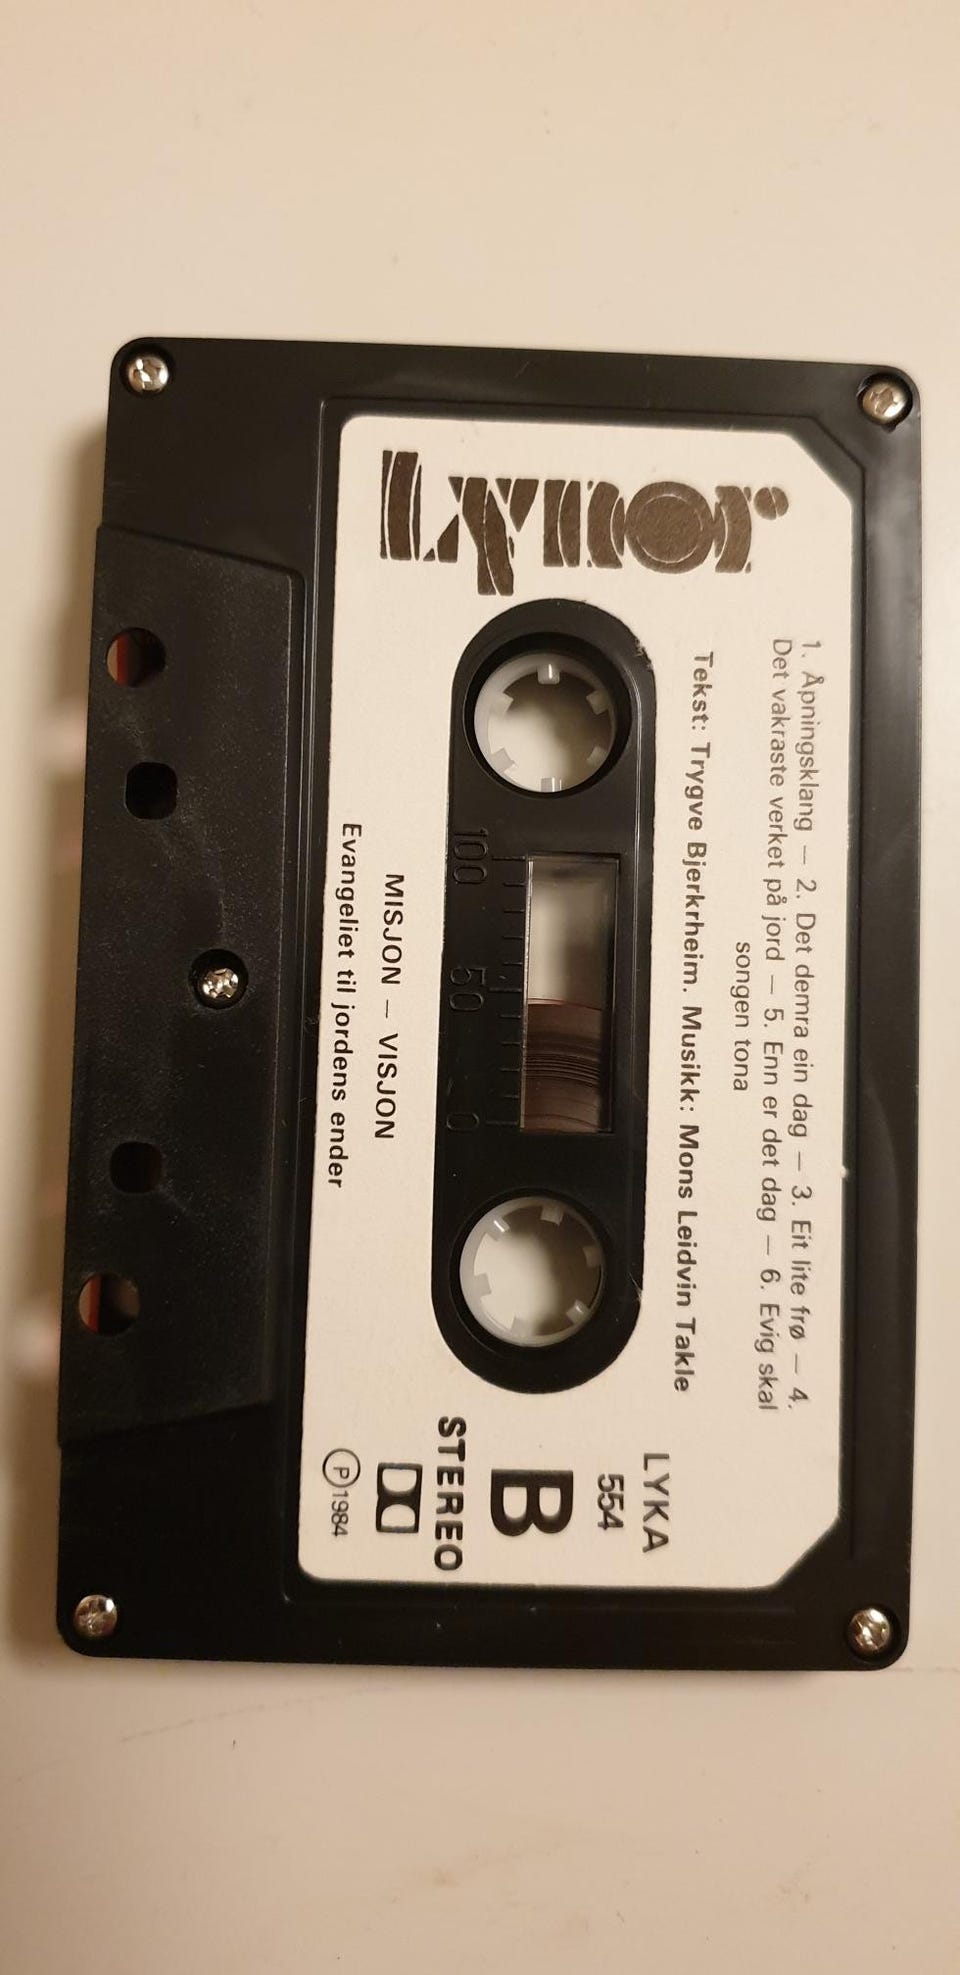 1. Åpningsklang — 2. Det demra ein dag — 3. Eit lite frø — 4.
Det vakraste verket på jord — 5. Enn er det dag — 6. Evig skal
songen tona
Tekst: Trygve Bjerkrheim. Musikk: Mons Leidvin Takle
Lynor
LYKA
554
B
STEREO
100 50 0
MISJON — VISJON
Evangeliet til jordens ender
Ⓟ1984